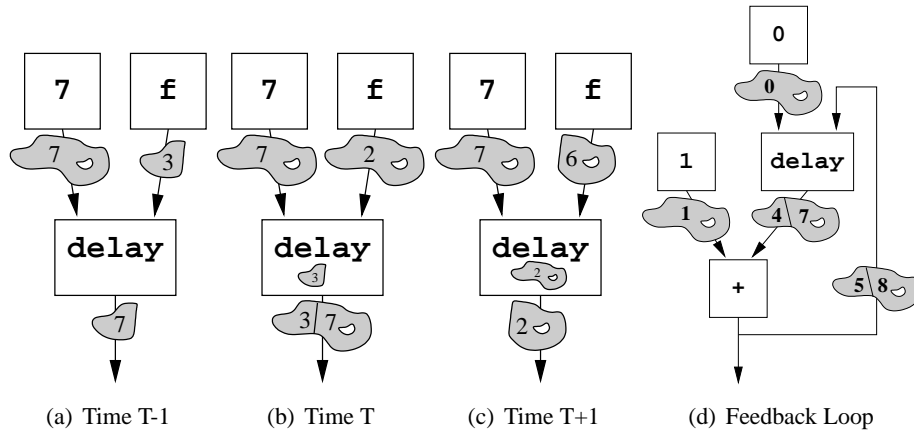 7 f
7 3
delay
7
(a) Time T-1
7 f
7 2
delay
3
3 7
(b) Time T
7 f
7 6
delay
2
2
(c) Time T+1
0
0
delay
1
1
4 7
+
5 8
(d) Feedback Loop